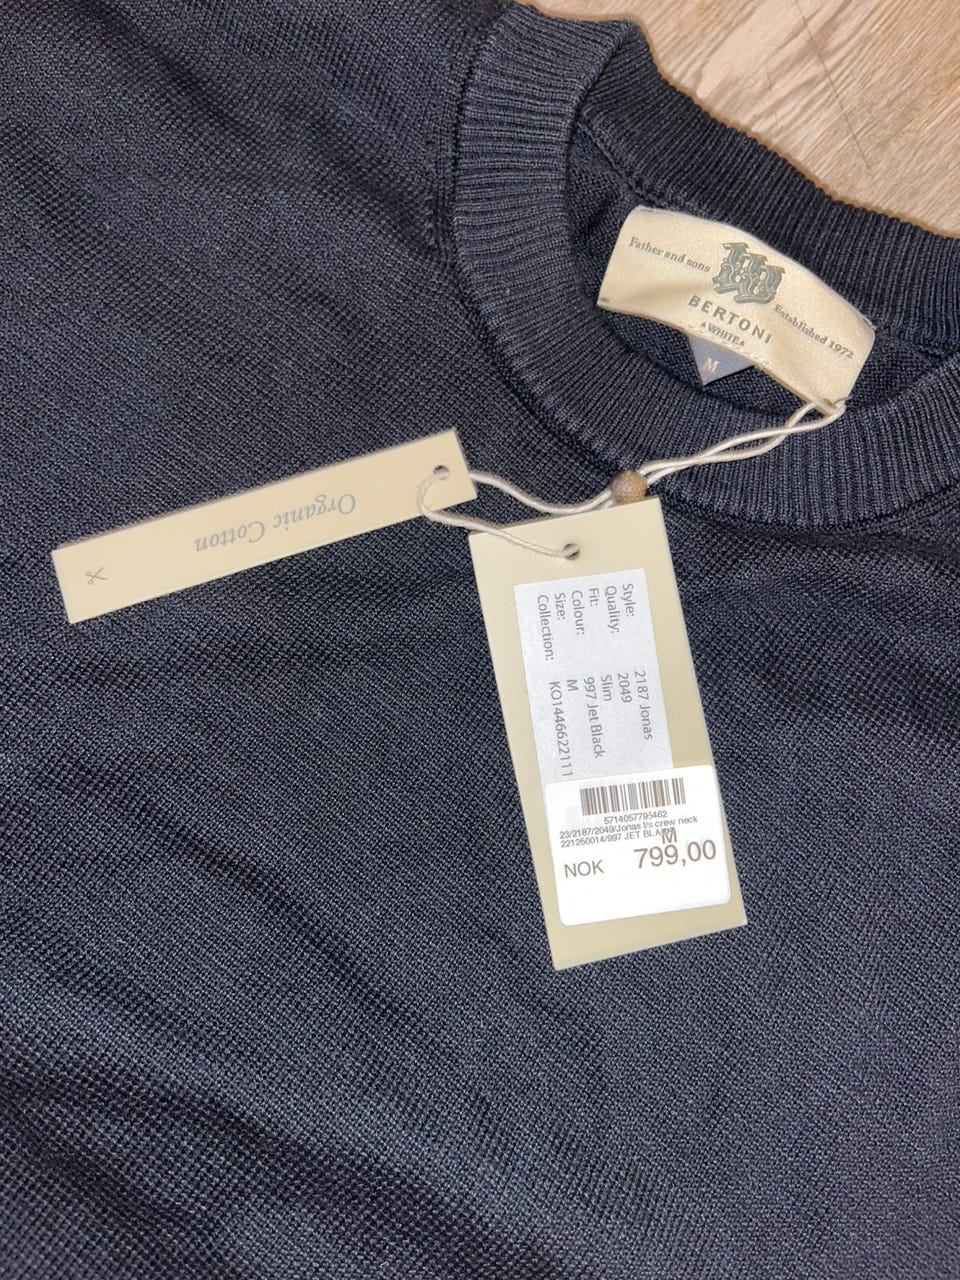 Father and sons
Established 1972
BERTONI
★WHITE★
M
Organic Cotton
Style: 2187 Jonas
Quality: 2049
Fit: Slim
Colour: 997 Jet Black
Size: M
Collection: KO1446622111
5714057795462
23/2187/2049/Jonas l/s crew neck
221250014/997 JET BLA
M
NOK 799,00